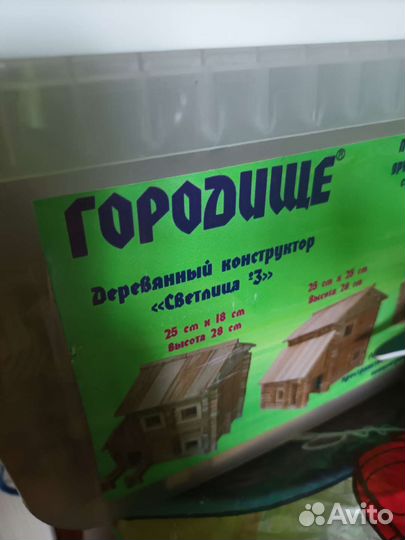 ГОРОДИЩЕ®
Деревянный конструктор
«Светлица №3»
25 см х 18 см
Высота 28 см
25 см х 25 см
Высота 28 см
Avito